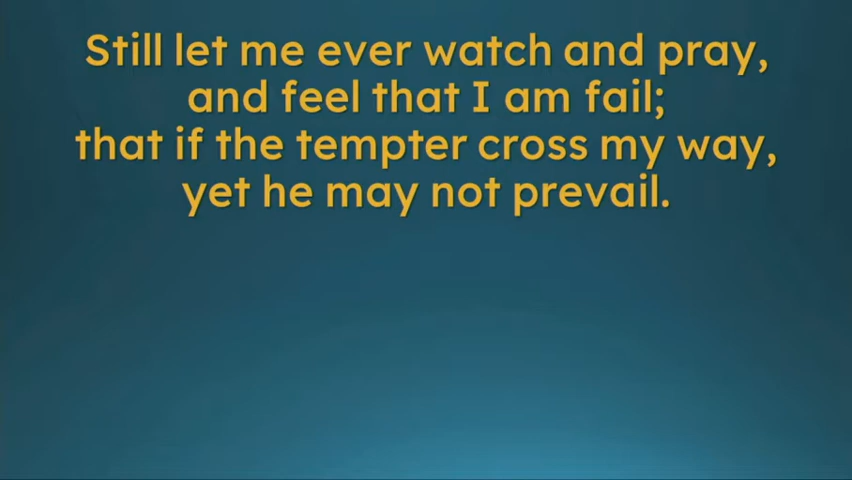 Still let me ever watch and pray,
and feel that I am fail;
that if the tempter cross my way,
yet he may not prevail.